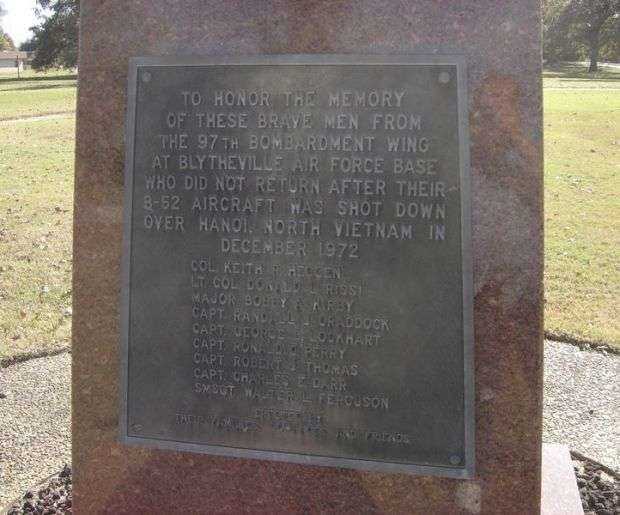 TO HONOR THE MEMORY
OF THESE BRAVE MEN FROM
THE 97TH BOMBARDMENT WING
AT BLYTHEVILLE AIR FORCE BASE
WHO DID NOT RETURN AFTER THEIR
B-52 AIRCRAFT WAS SHOT DOWN
OVER HANOI, NORTH VIETNAM IN
DECEMBER 1972
COL. KEITH R. HEGGEN
LT COL. DONALD L. RISSI
MAJOR BOBBY A. KIRBY
CAPT. RANDALL J. CRADDOCK
CAPT. GEORGE B. LOCKHART
CAPT. RONALD D. PERRY
CAPT. ROBERT J. THOMAS
CAPT. CHARLES E. DARR
SMSGT. WALTER L. FERGUSON
AND FRIENDS